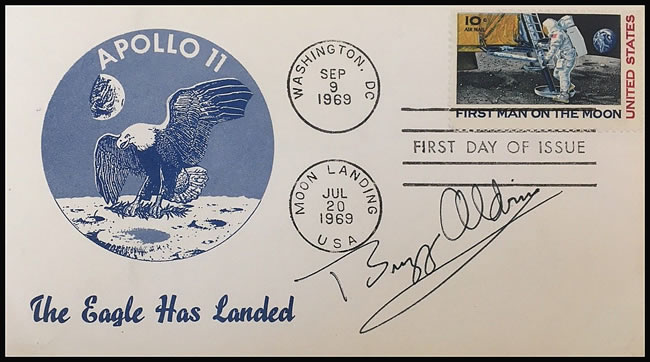 APOLLO 11
The Eagle Has Landed
WASHINGTON, DC
SEP
9
1969
MOON LANDING
JUL
20
1969
USA
10¢
AIR MAIL
UNITED STATES
FIRST MAN ON THE MOON
FIRST DAY OF ISSUE
Buzz Aldrin